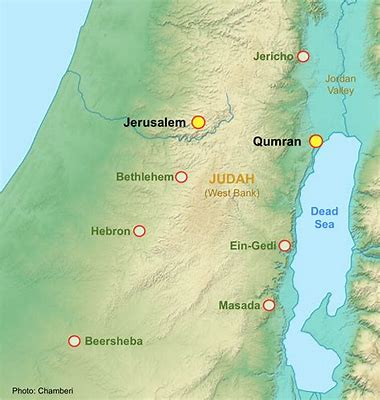 Jericho
Jordan
Valley
Jerusalem
Qumran
Bethlehem
JUDAH
(West Bank)
Dead
Sea
Hebron
Ein-Gedi
Masada
Beersheba
Photo: Chamberi